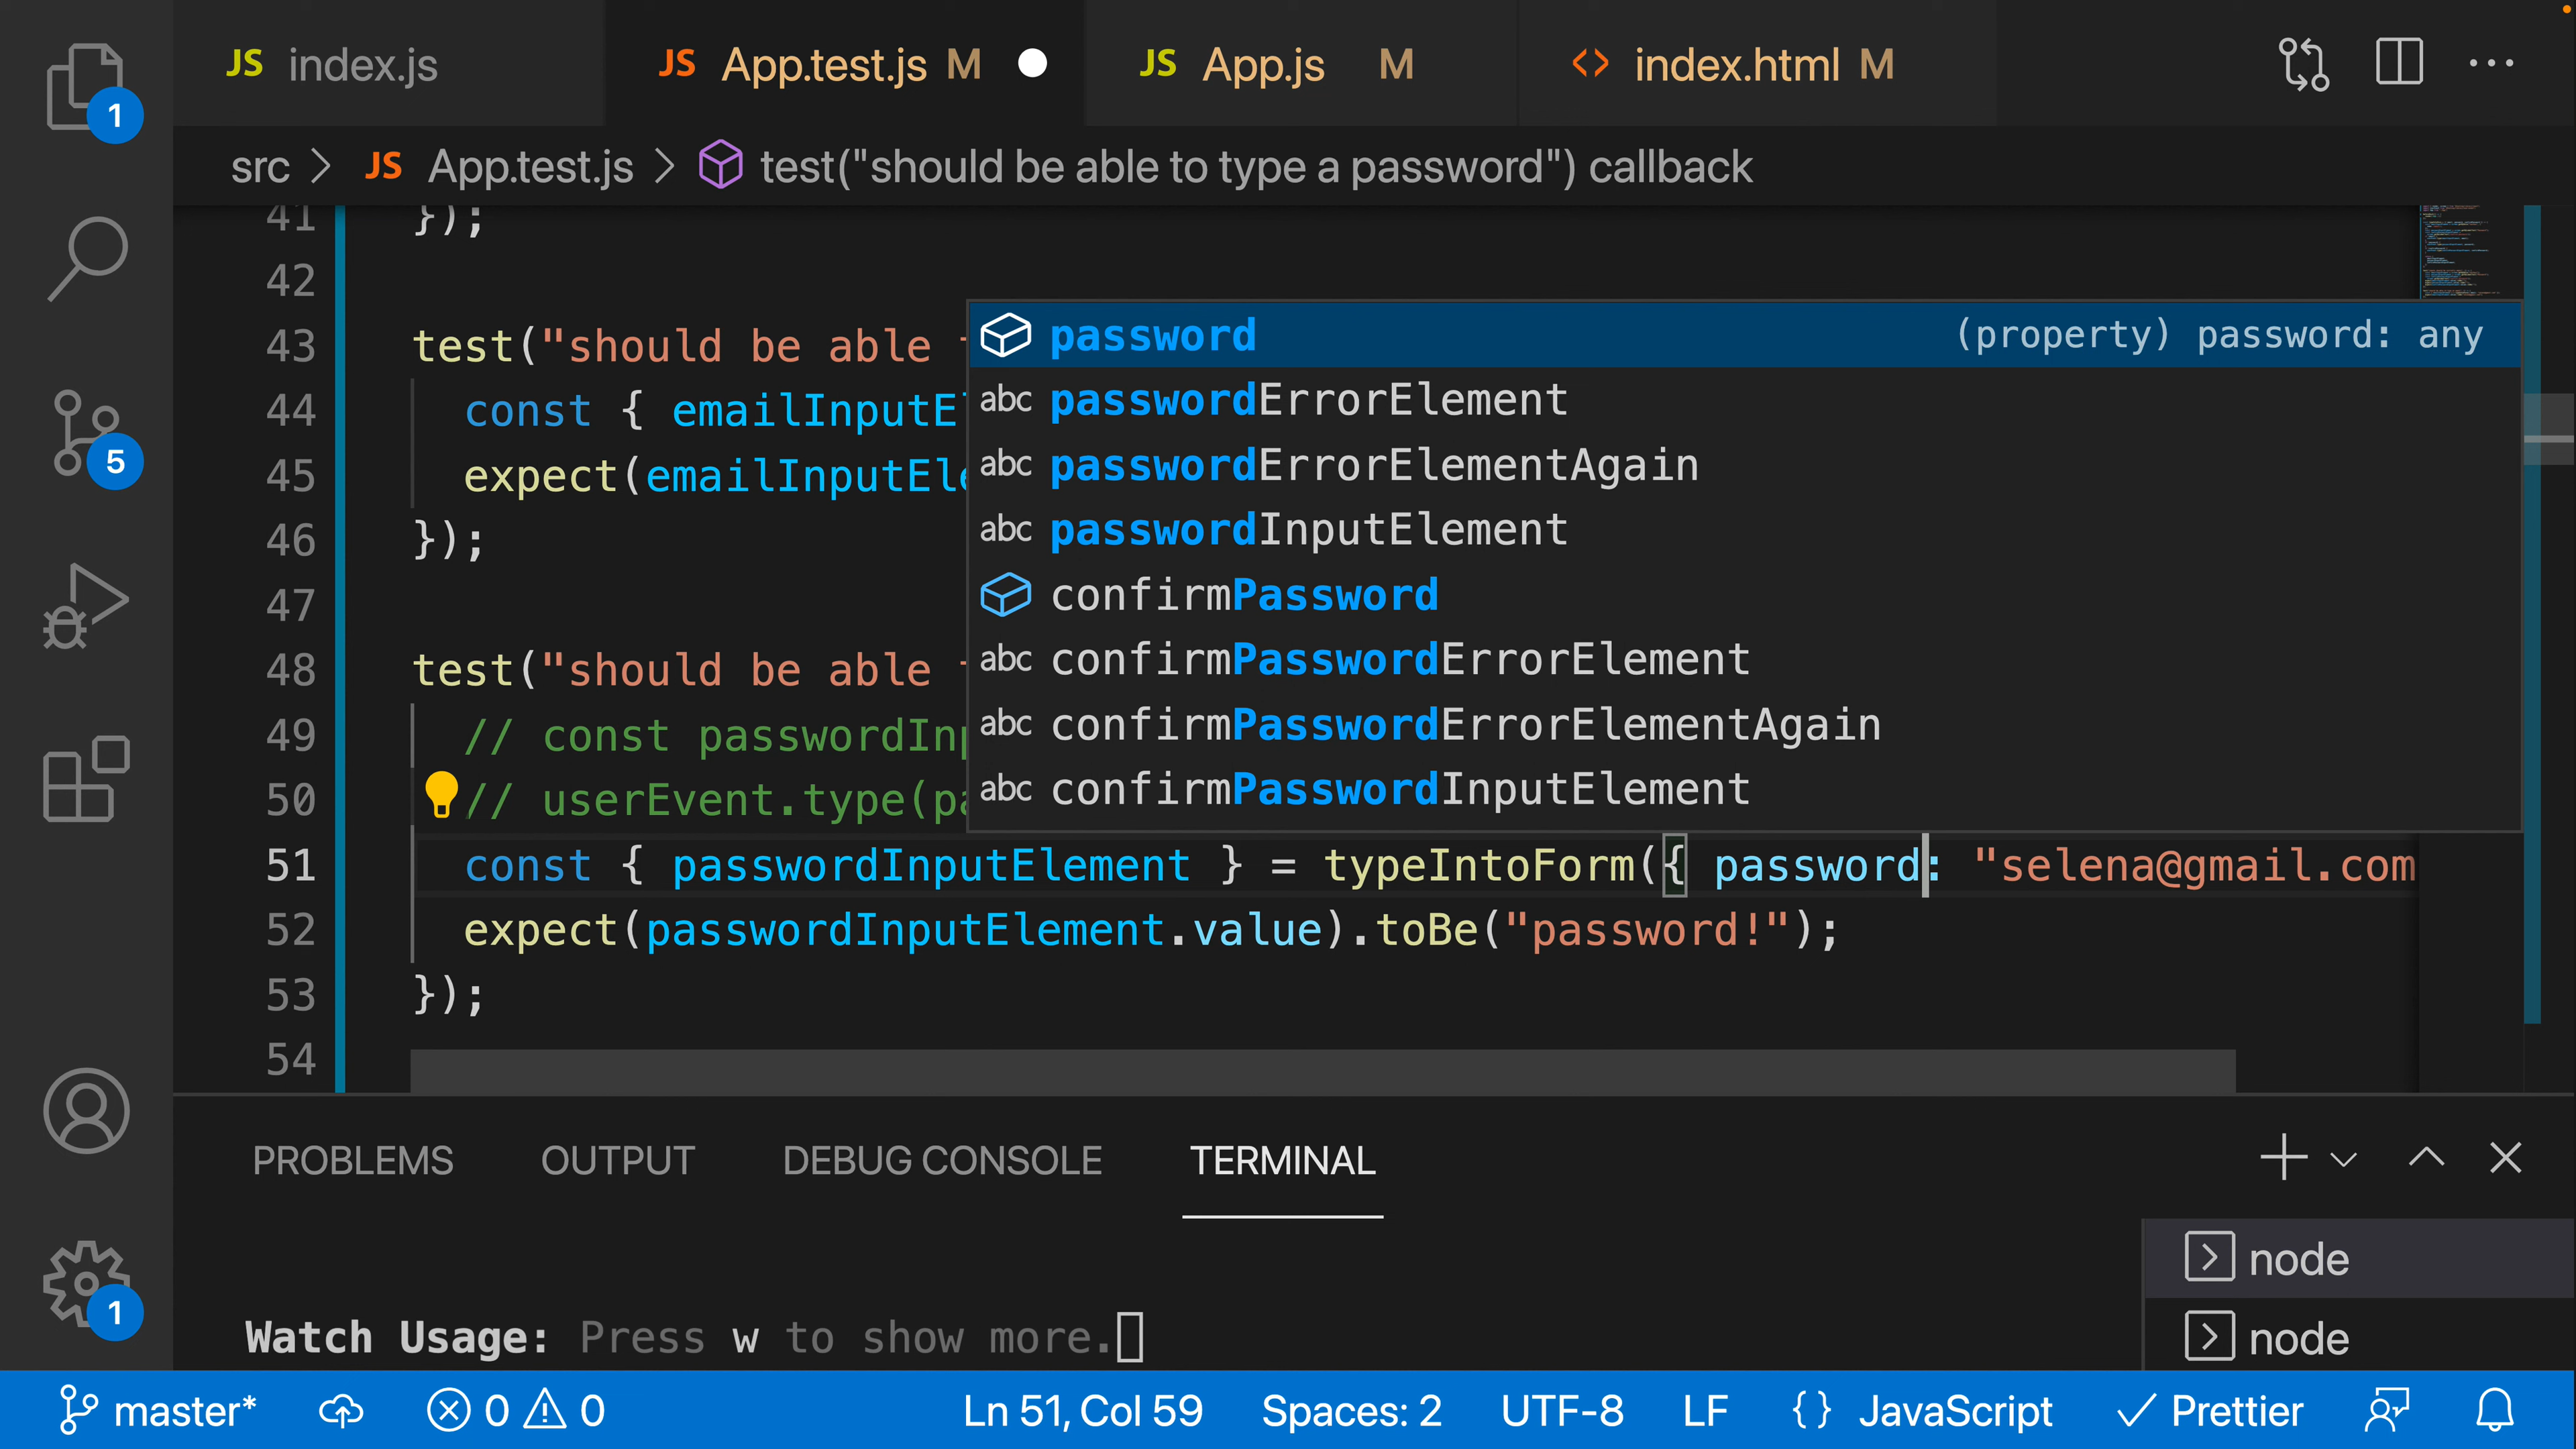 JS index.js
JS App.test.js M
JS App.js M
<> index.html M
src > JS App.test.js > test("should be able to type a password") callback
1
5
1
41 });
42
43 test("should be able
44 const { emailInputEl
45 expect(emailInputEle
46 });
47
48 test("should be able
49 // const passwordInp
50 // userEvent.type(pa
51 const { passwordInputElement } = typeIntoForm({ password: "selena@gmail.com
52 expect(passwordInputElement.value).toBe("password!");
53 });
54
password (property) password: any
abc passwordErrorElement
abc passwordErrorElementAgain
abc passwordInputElement
confirmPassword
abc confirmPasswordErrorElement
abc confirmPasswordErrorElementAgain
abc confirmPasswordInputElement
PROBLEMS OUTPUT DEBUG CONSOLE TERMINAL
Watch Usage: Press w to show more.
node
node
master* 0 0 Ln 51, Col 59 Spaces: 2 UTF-8 LF {} JavaScript Prettier